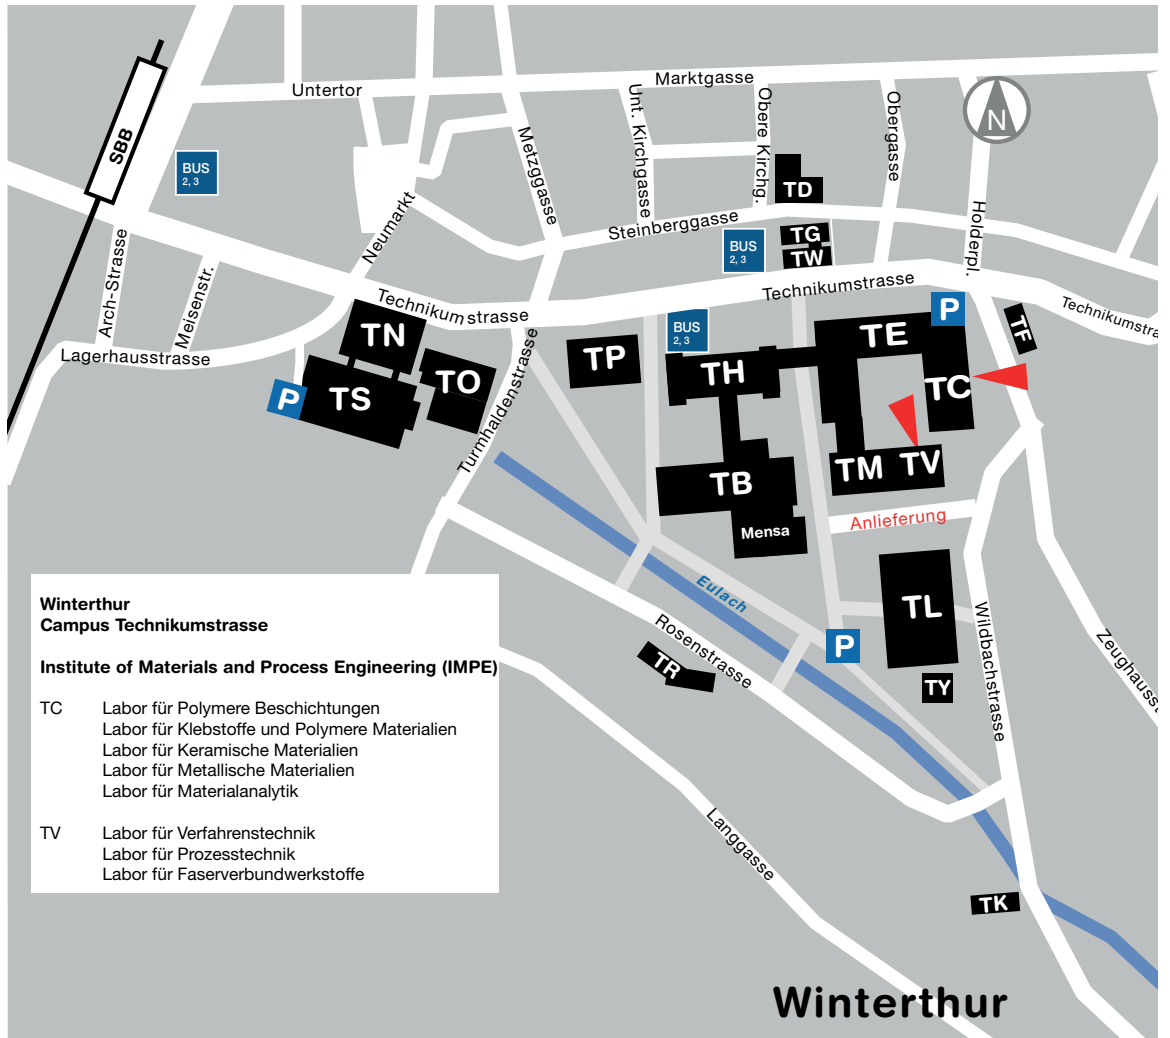 Untertor
Marktgasse
SBB
BUS
2, 3
Metzggasse
Unt. Kirchgasse
Obere Kirchg.
Obergasse
N
TD
Neumarkt
Steinberggasse
BUS
2, 3
TG
TW
Holderpl.
Arch-Strasse
Meisenstr.
Technikumstrasse
Technikumstrasse
Technikumstra
Lagerhausstrasse
TN
TO
TS
P
Turmhaldenstrasse
TP
BUS
2, 3
TH
TE
P
TF
TC
TM
TV
TB
Mensa
Anlieferung
Eulach
TL
P
TY
Rosenstrasse
TR
Wildbachstrasse
Zeughausst
Langgasse
TK
Winterthur
Campus Technikumstrasse
Institute of Materials and Process Engineering (IMPE)
TC Labor für Polymere Beschichtungen
Labor für Klebstoffe und Polymere Materialien
Labor für Keramische Materialien
Labor für Metallische Materialien
Labor für Materialanalytik
TV Labor für Verfahrenstechnik
Labor für Prozesstechnik
Labor für Faserverbundwerkstoffe
Winterthur